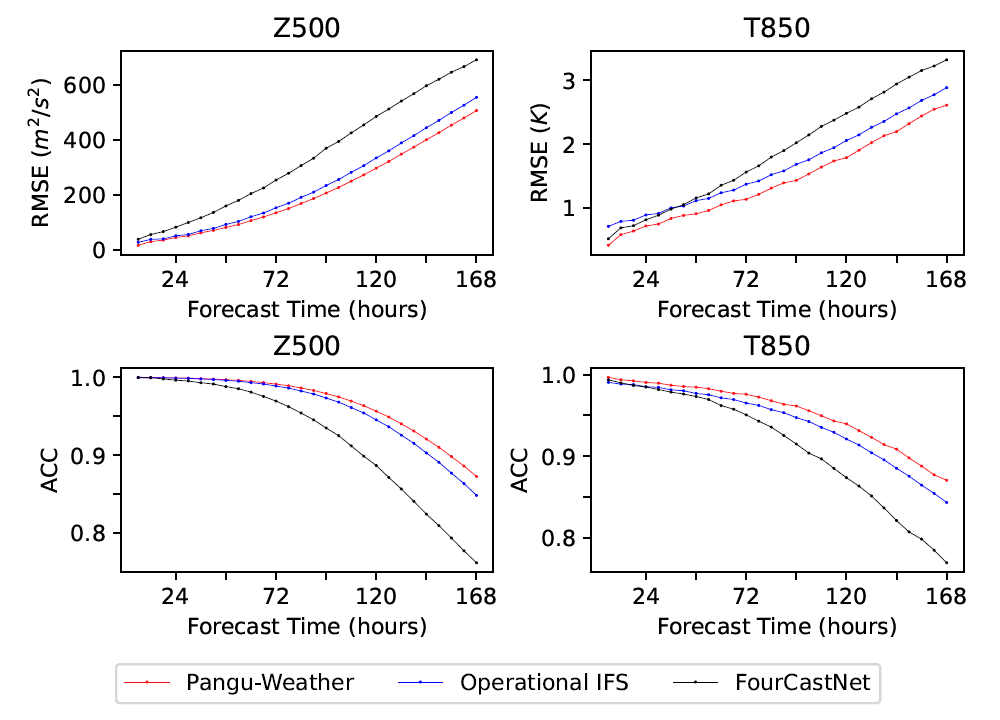 Z500
RMSE (m²/s²)
600
400
200
0
24 72 120 168
Forecast Time (hours)
T850
RMSE (K)
3
2
1
24 72 120 168
Forecast Time (hours)
Z500
ACC
1.0
0.9
0.8
24 72 120 168
Forecast Time (hours)
T850
ACC
1.0
0.9
0.8
24 72 120 168
Forecast Time (hours)
Pangu-Weather Operational IFS FourCastNet